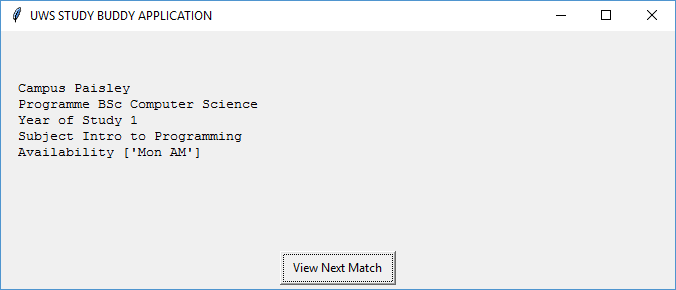 UWS STUDY BUDDY APPLICATION
Campus Paisley
Programme BSc Computer Science
Year of Study 1
Subject Intro to Programming
Availability ['Mon AM']
View Next Match